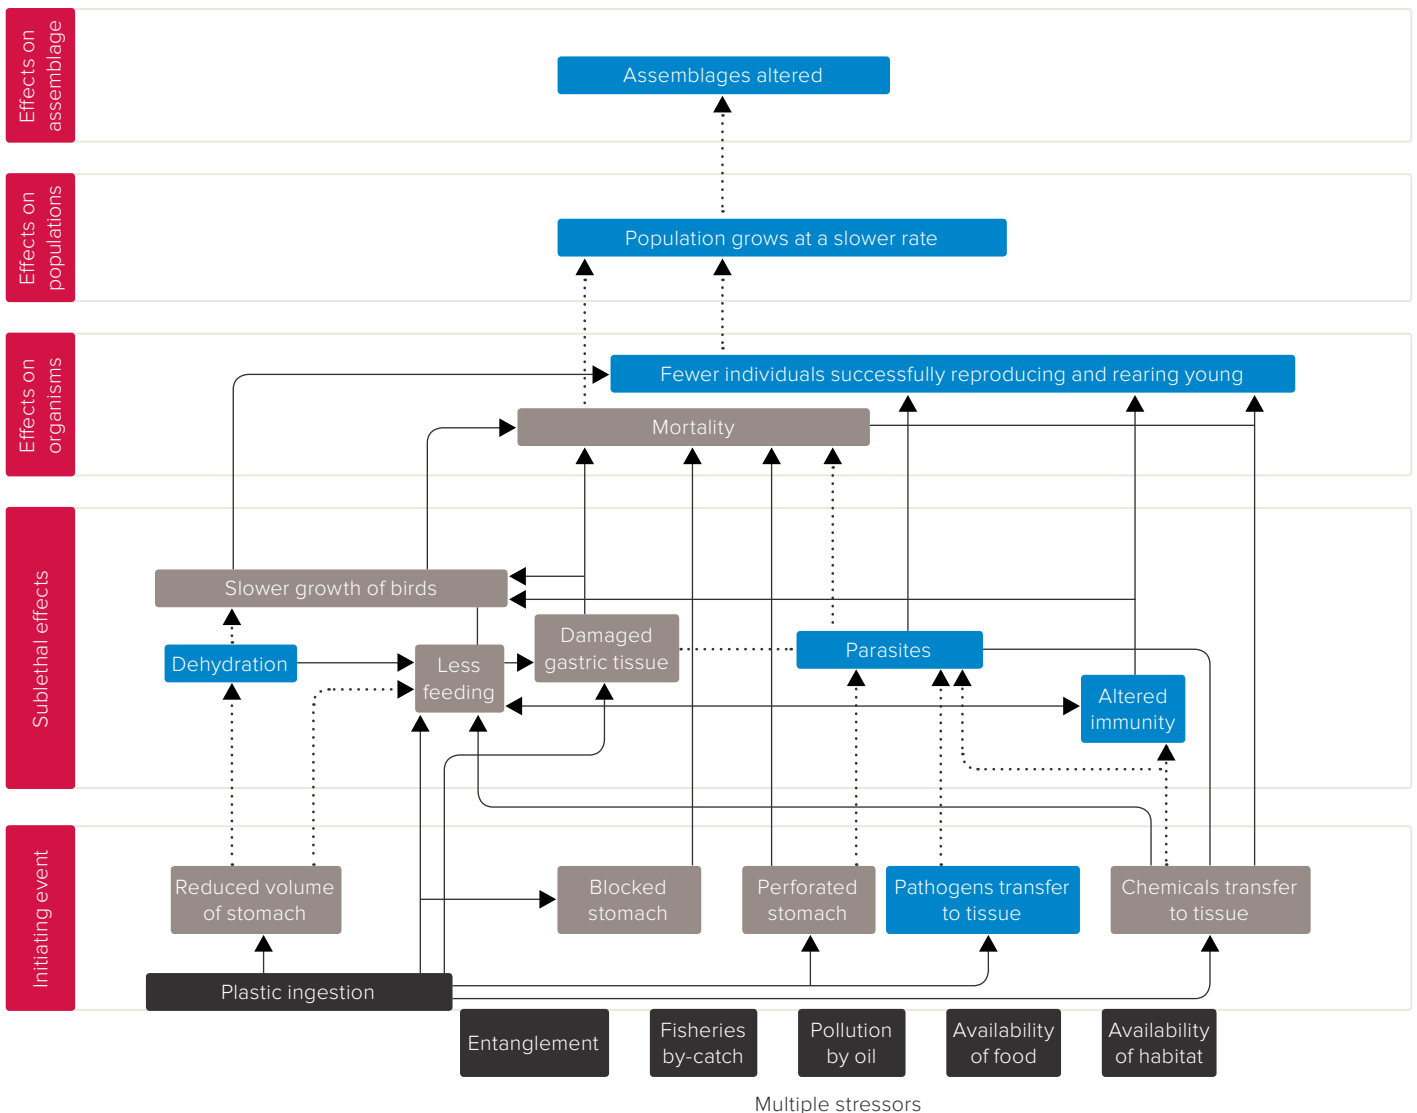 Effects on
assemblage
Assemblages altered
Effects on
populations
Population grows at a slower rate
Effects on
organisms
Fewer individuals successfully reproducing and rearing young
Mortality
Sublethal effects
Slower growth of birds
Dehydration
Less
feeding
Damaged
gastric tissue
Parasites
Altered
immunity
Initiating event
Reduced volume
of stomach
Blocked
stomach
Perforated
stomach
Pathogens transfer
to tissue
Chemicals transfer
to tissue
Plastic ingestion
Entanglement
Fisheries
by-catch
Pollution
by oil
Availability
of food
Availability
of habitat
Multiple stressors